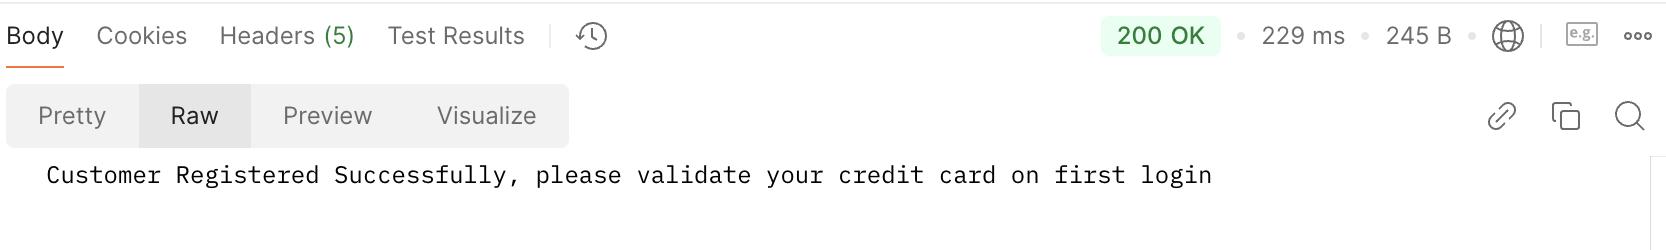 Body Cookies Headers (5) Test Results 200 OK 229 ms 245 B e.g.
Pretty Raw Preview Visualize
Customer Registered Successfully, please validate your credit card on first login